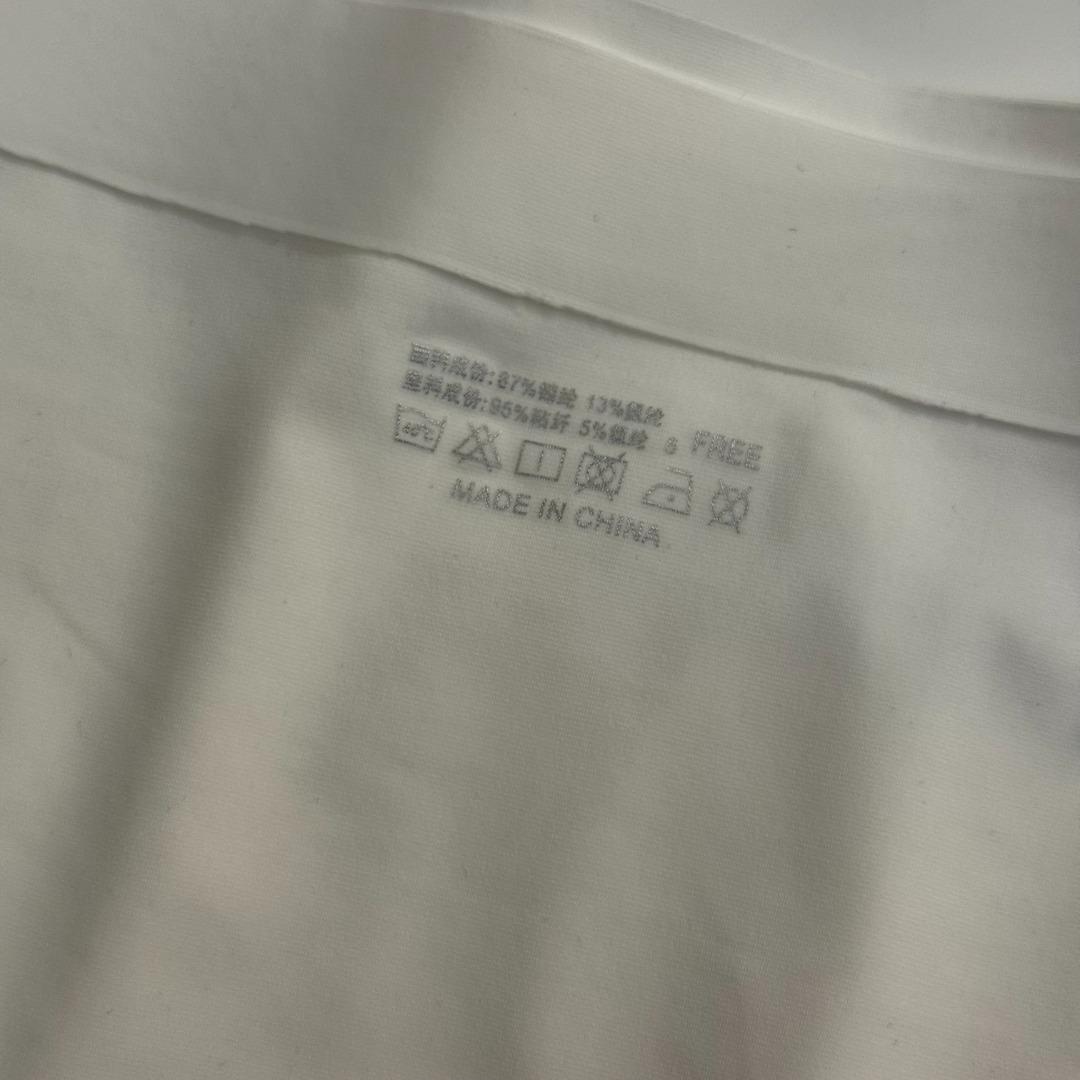 面料成份:87%锦纶 13%氨纶
里料成份:95%粘纤 5%氨纶
FREE
40℃
MADE IN CHINA